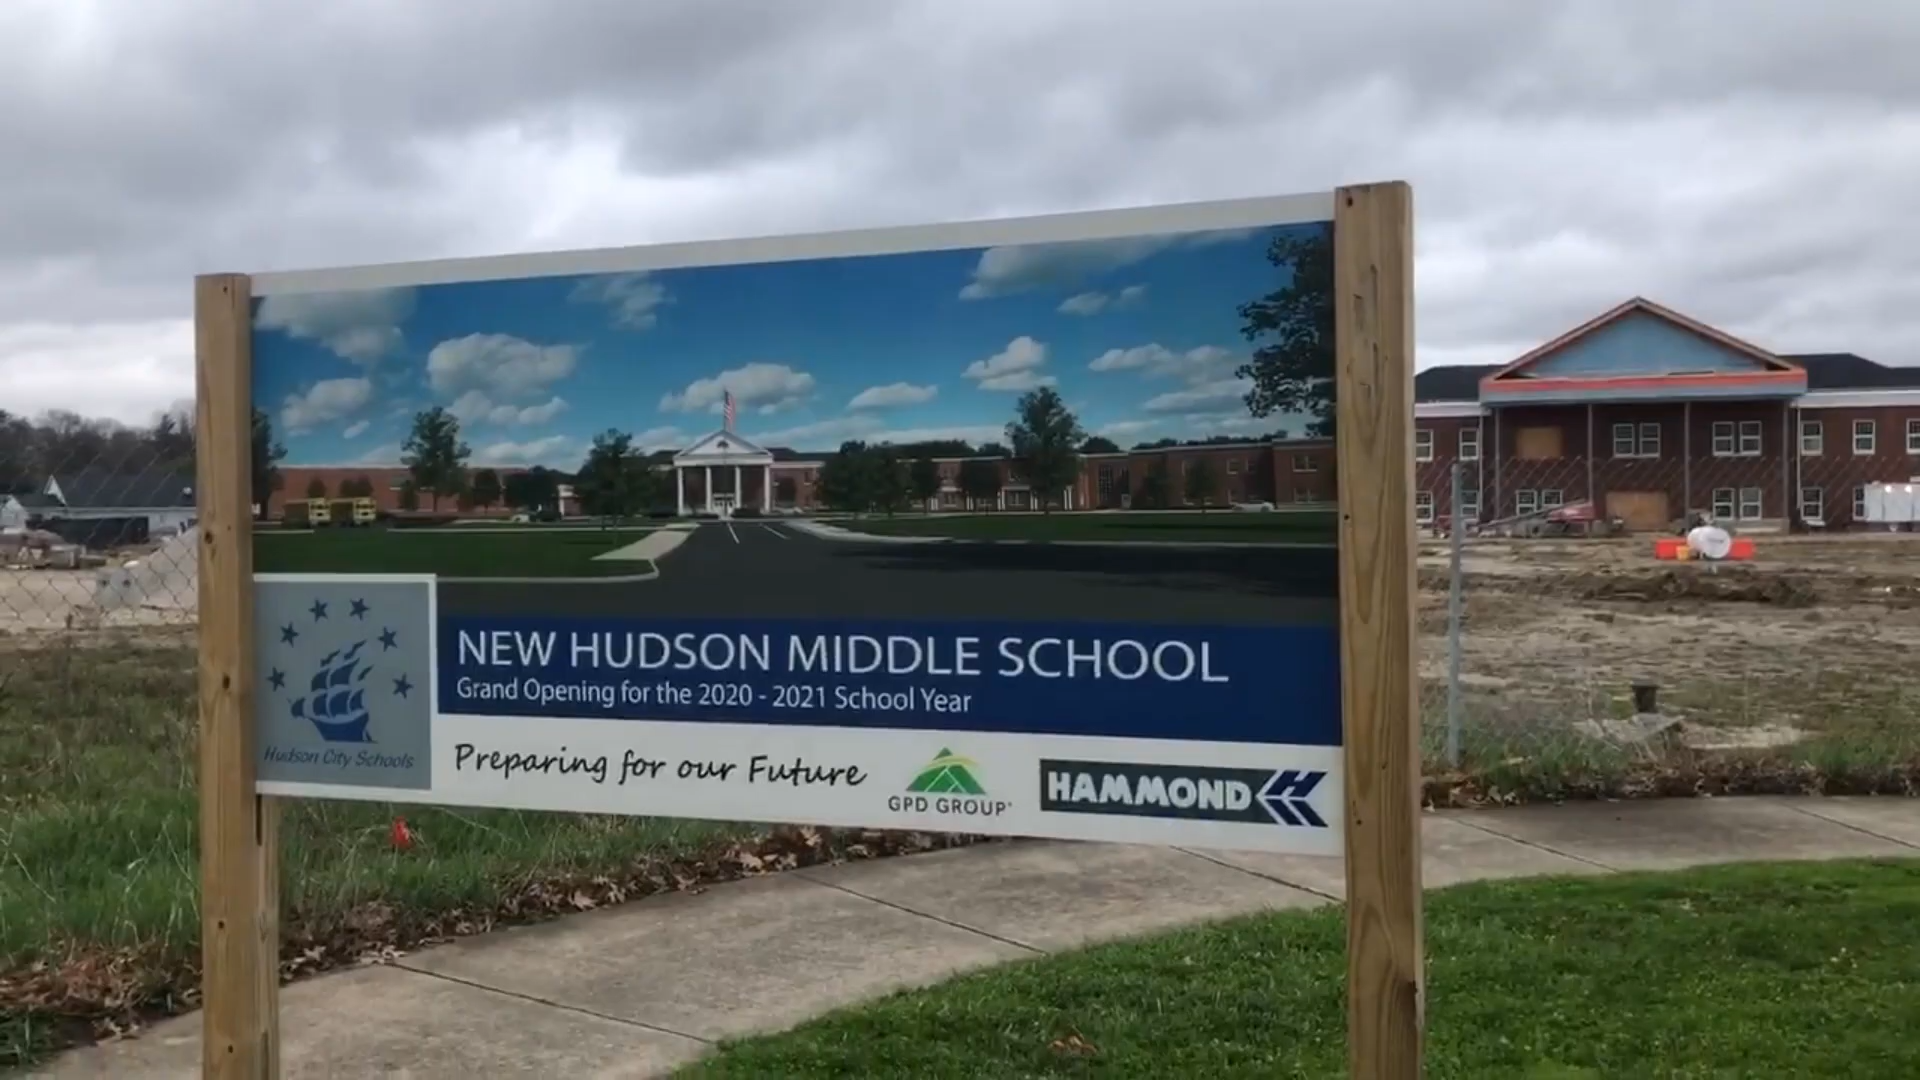 NEW HUDSON MIDDLE SCHOOL
Grand Opening for the 2020 - 2021 School Year
Hudson City Schools
Preparing for our Future
GPD GROUP
HAMMOND